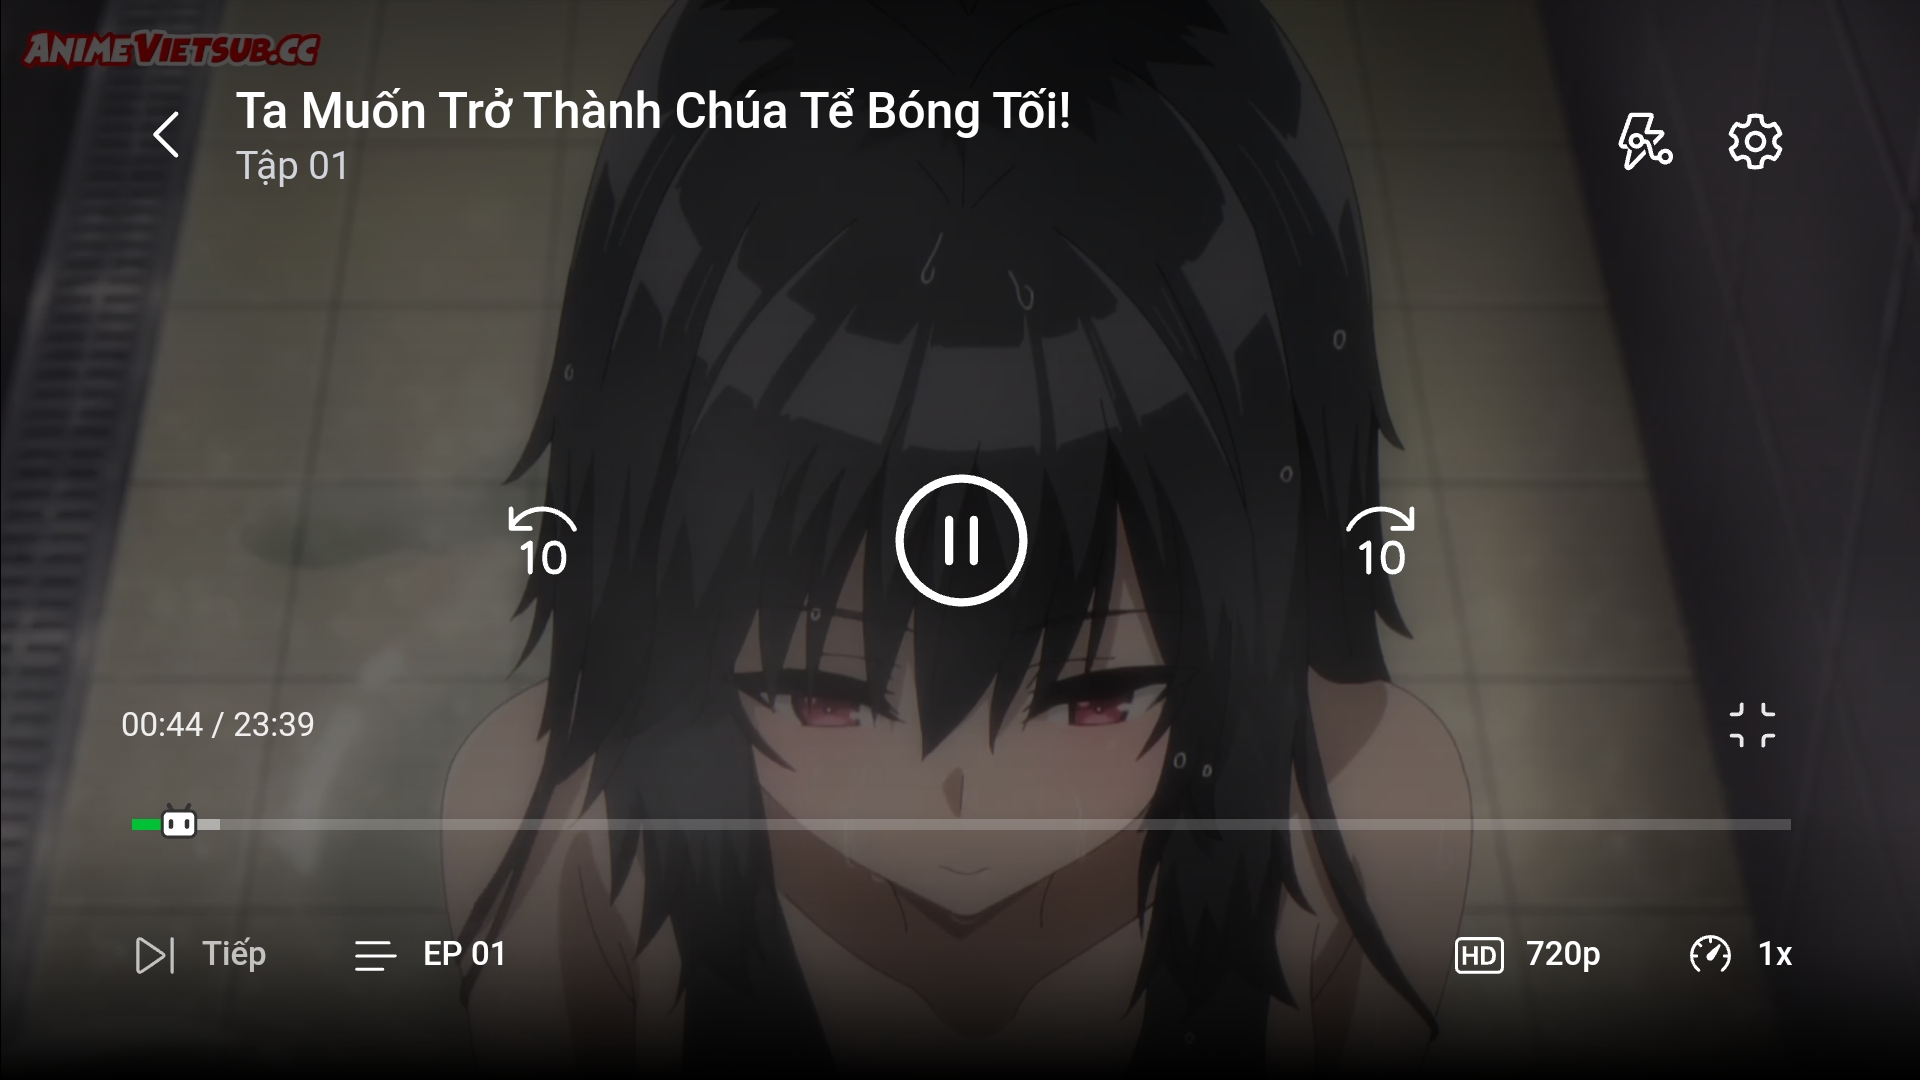 ANIMEVIETSUB.CC
Ta Muốn Trở Thành Chúa Tể Bóng Tối!
Tập 01
10
10
00:44 / 23:39
Tiếp
EP 01
HD 720p
1x